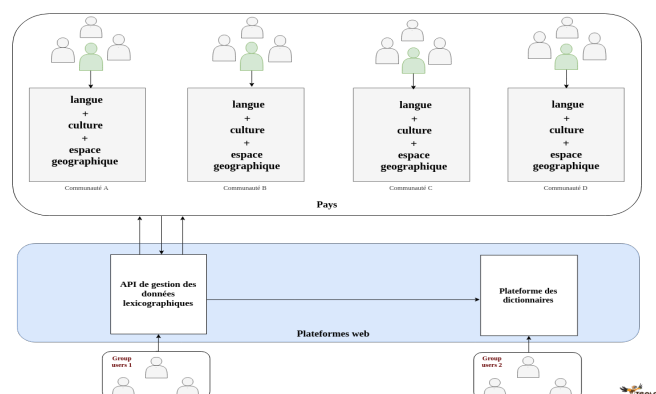 langue
+
culture
+
espace
geographique
Communauté A
langue
+
culture
+
espace
geographique
Communauté B
langue
+
culture
+
espace
geographique
Communauté C
langue
+
culture
+
espace
geographique
Communauté D
Pays
API de gestion des
données
lexicographiques
Plateforme des
dictionnaires
Plateformes web
Group
users 1
Group
users 2